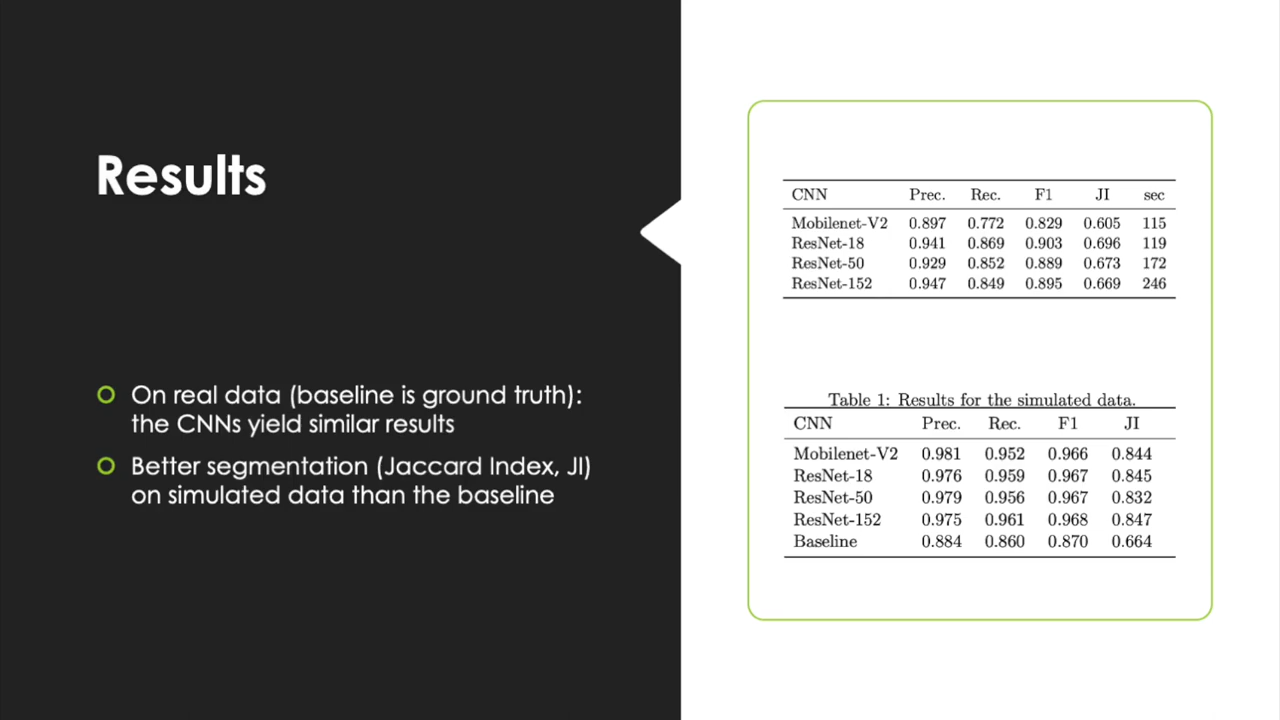 Results
On real data (baseline is ground truth):
the CNNs yield similar results
Better segmentation (Jaccard Index, JI)
on simulated data than the baseline
CNN Prec. Rec. F1 JI sec
Mobilenet-V2 0.897 0.772 0.829 0.605 115
ResNet-18 0.941 0.869 0.903 0.696 119
ResNet-50 0.929 0.852 0.889 0.673 172
ResNet-152 0.947 0.849 0.895 0.669 246
Table 1: Results for the simulated data.
CNN Prec. Rec. F1 JI
Mobilenet-V2 0.981 0.952 0.966 0.844
ResNet-18 0.976 0.959 0.967 0.845
ResNet-50 0.979 0.956 0.967 0.832
ResNet-152 0.975 0.961 0.968 0.847
Baseline 0.884 0.860 0.870 0.664